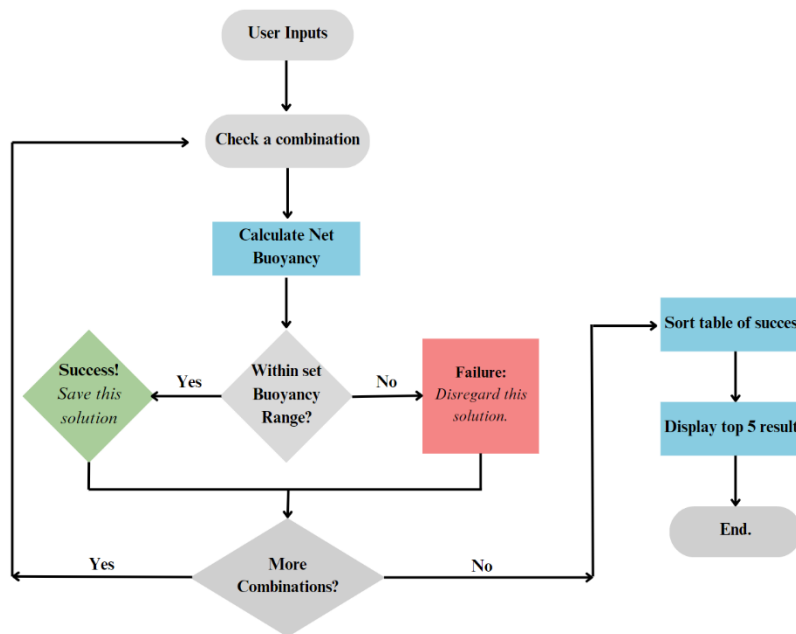 User Inputs
Check a combination
Calculate Net
Buoyancy
Within set
Buoyancy
Range?
Yes
No
Success!
Save this
solution
Failure:
Disregard this
solution.
More
Combinations?
Yes
No
Sort table of succes
Display top 5 result
End.